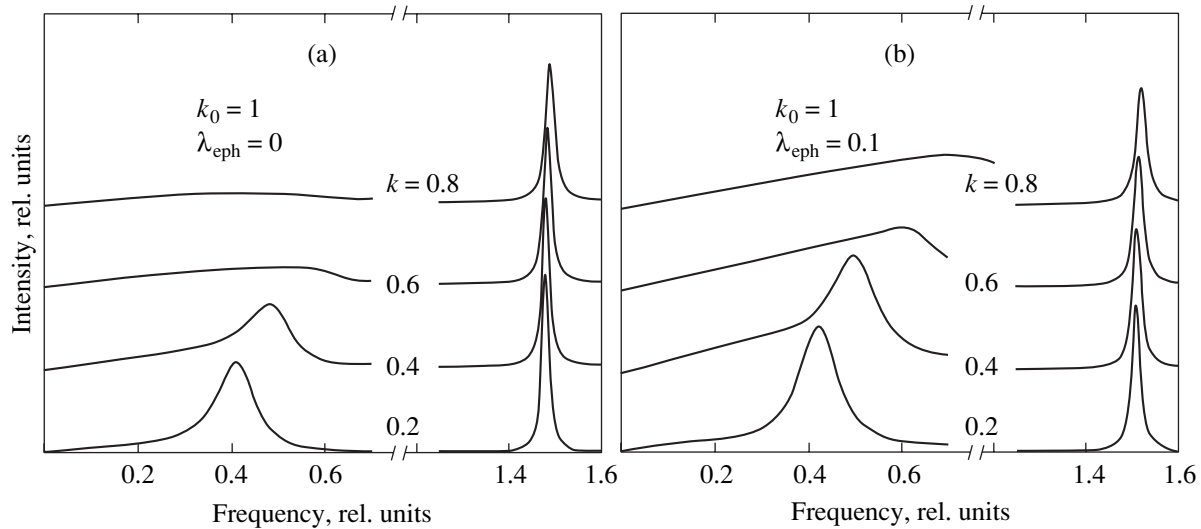 (a)
k₀ = 1
λeph = 0
k = 0.8
0.6
0.4
0.2
0.2 0.4 0.6 1.4 1.6
Frequency, rel. units
Intensity, rel. units
(b)
k₀ = 1
λeph = 0.1
k = 0.8
0.6
0.4
0.2
0.2 0.4 0.6 1.4 1.6
Frequency, rel. units